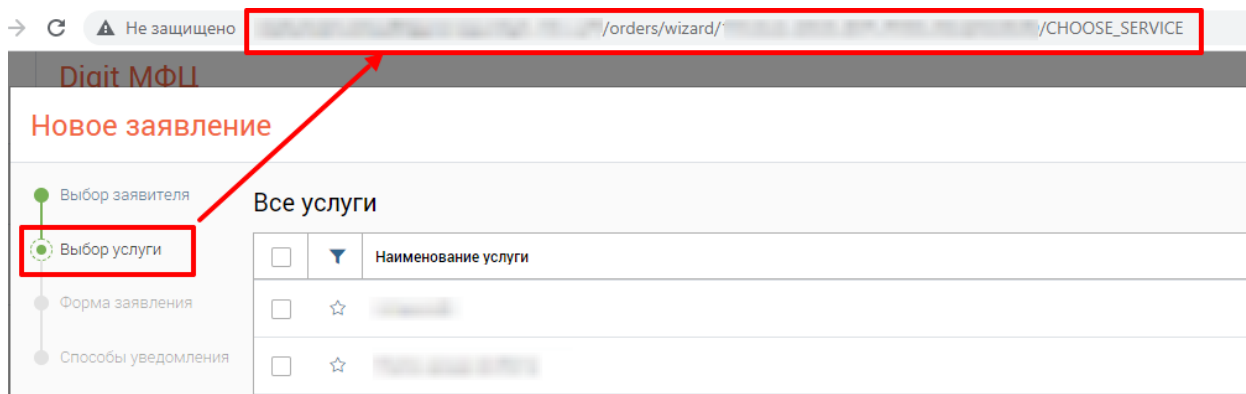 Не защищено /orders/wizard/ /CHOOSE_SERVICE
Digit МФЦ
Новое заявление
Выбор заявителя
Выбор услуги
Форма заявления
Способы уведомления
Все услуги
Наименование услуги